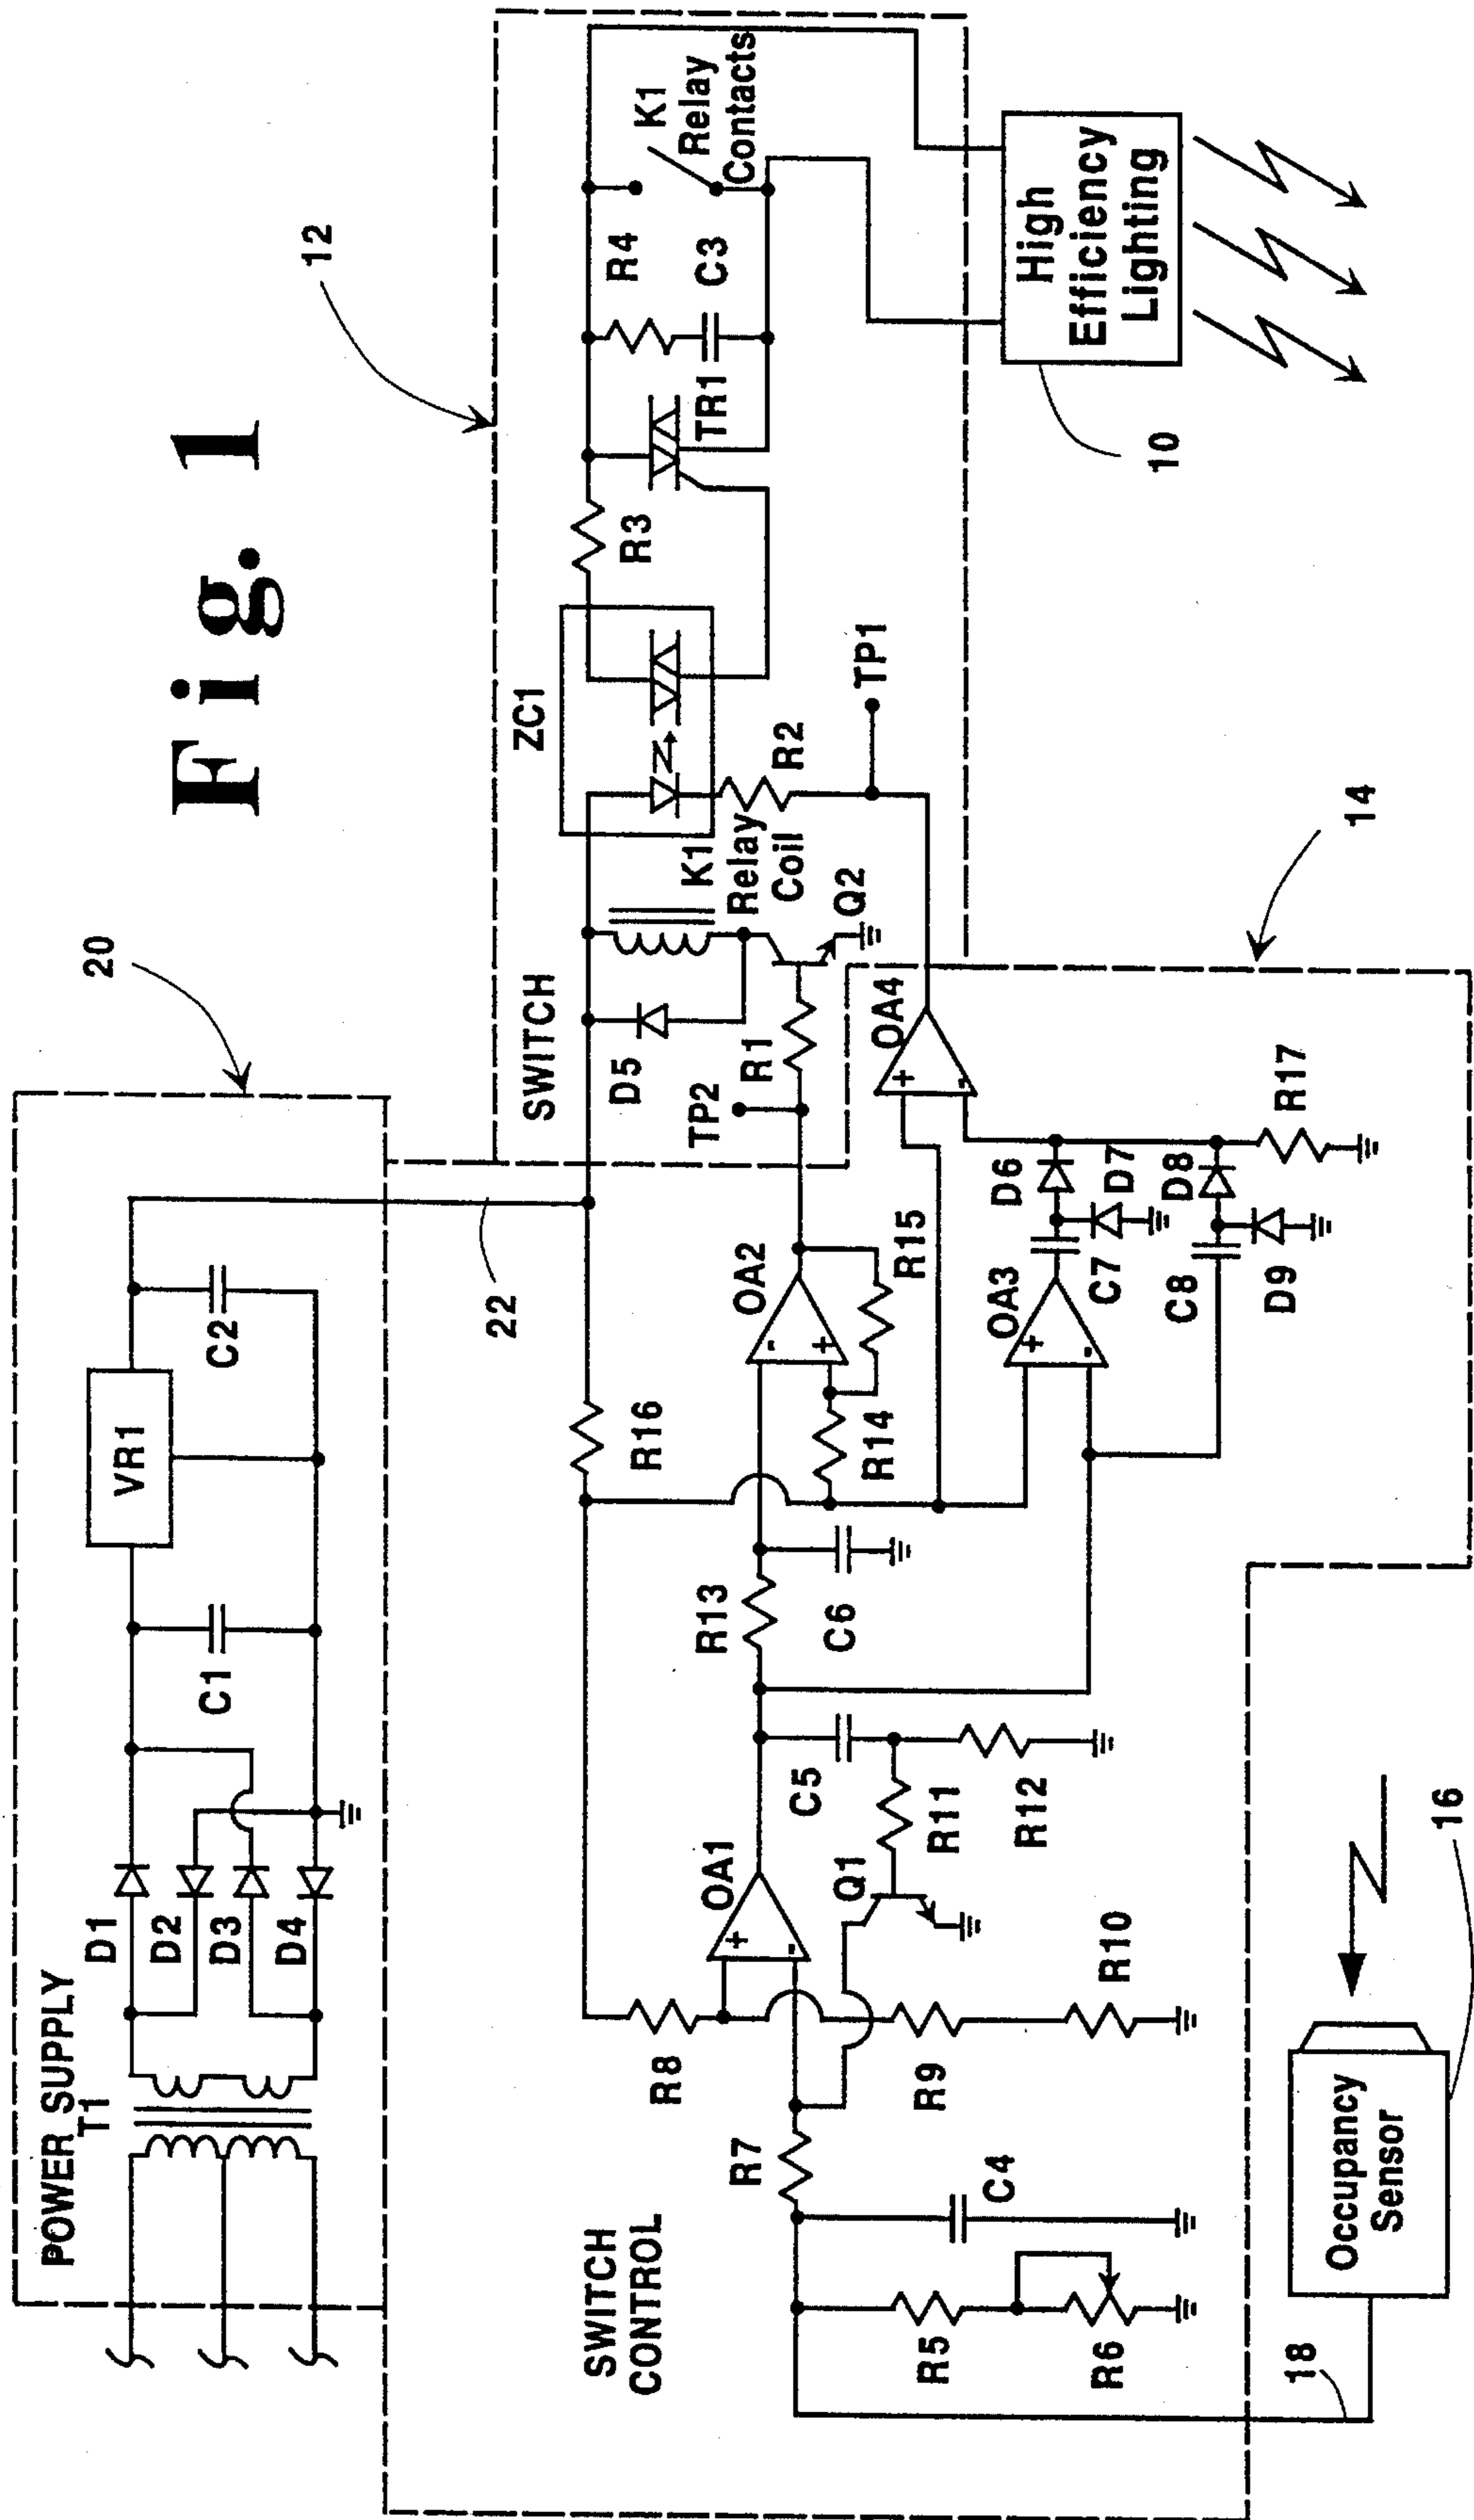 Fig. 1
POWER SUPPLY
T1
D1
D2
D3
D4
C1
VR1
C2
20
22
12
SWITCH
D5
K1
Relay
Coil
ZC1
R3
TR1
R4
C3
K1
Relay
Contacts
TP2
R1
Q2
R2
TP1
High
Efficiency
Lighting
10
14
SWITCH
CONTROL
R5
R6
C4
R7
R8
R9
R10
OA1
+
-
Q1
R11
C5
R12
R13
C6
R16
R14
OA2
-
+
R15
OA3
+
-
C7
D6
D7
C8
D8
D9
R17
OA4
+
-
18
Occupancy
Sensor
16